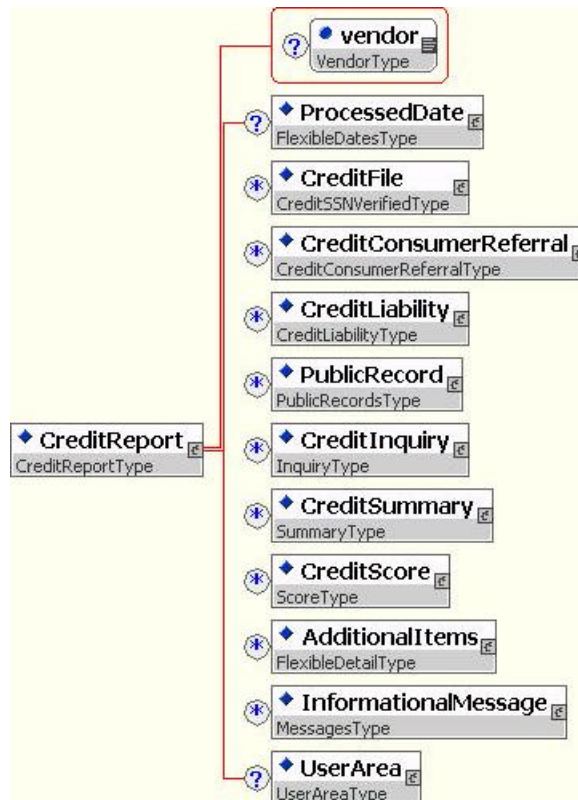 ?
vendor
VendorType
?
ProcessedDate
FlexibleDatesType
*
CreditFile
CreditSSNVerifiedType
*
CreditConsumerReferral
CreditConsumerReferralType
*
CreditLiability
CreditLiabilityType
*
PublicRecord
PublicRecordsType
CreditReport
CreditReportType
*
CreditInquiry
InquiryType
*
CreditSummary
SummaryType
*
CreditScore
ScoreType
*
AdditionalItems
FlexibleDetailType
*
InformationalMessage
MessagesType
?
UserArea
UserAreaType